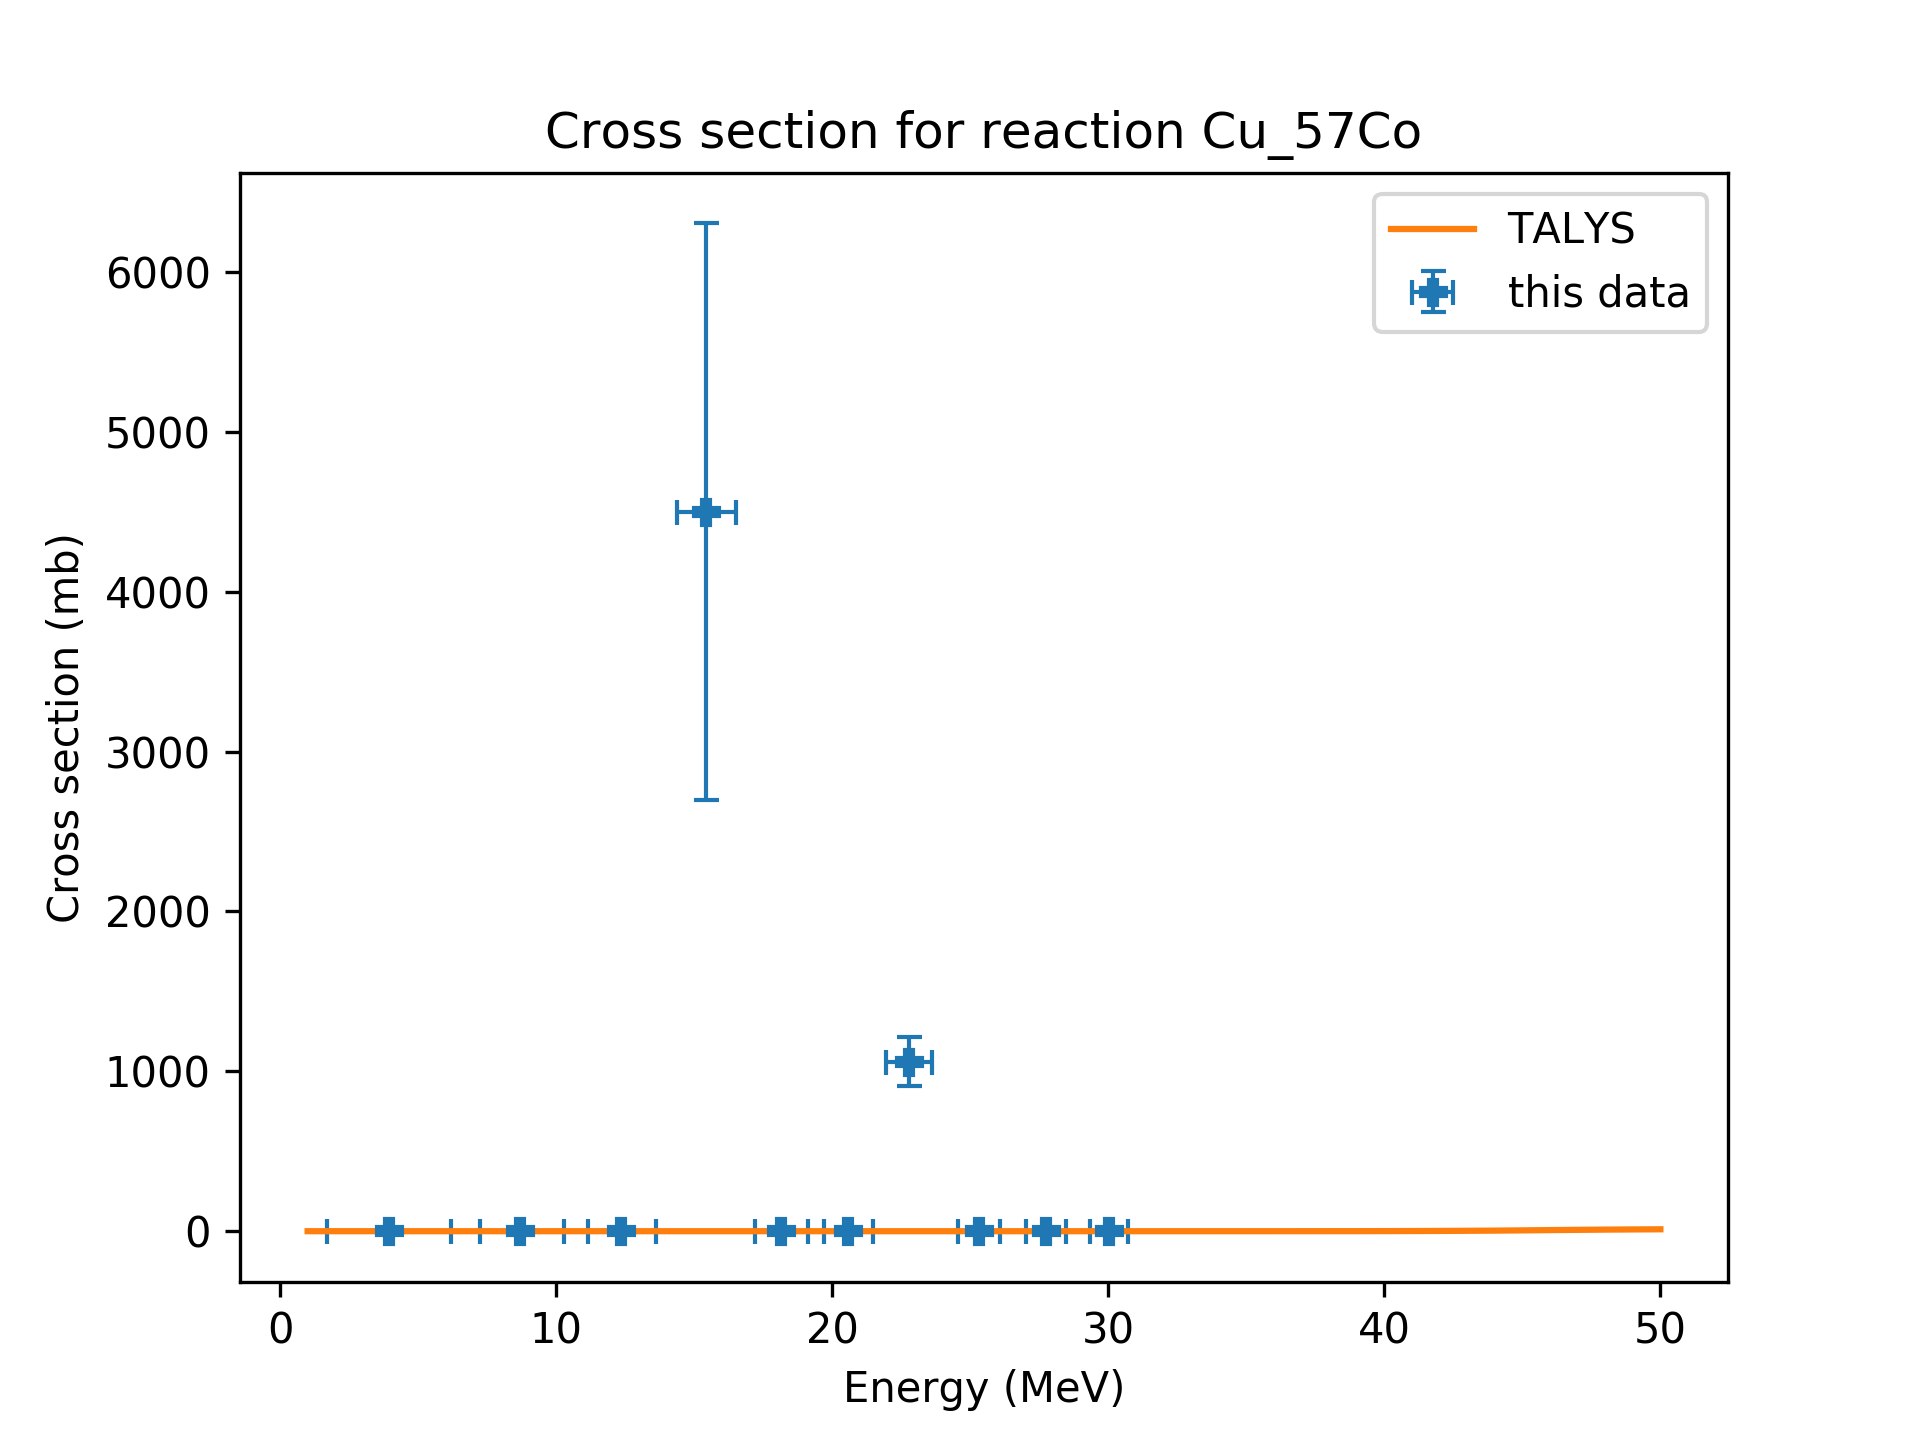 Cross section for reaction Cu_57Co
TALYS
this data
6000
5000
4000
3000
2000
1000
0
Cross section (mb)
0 10 20 30 40 50
Energy (MeV)